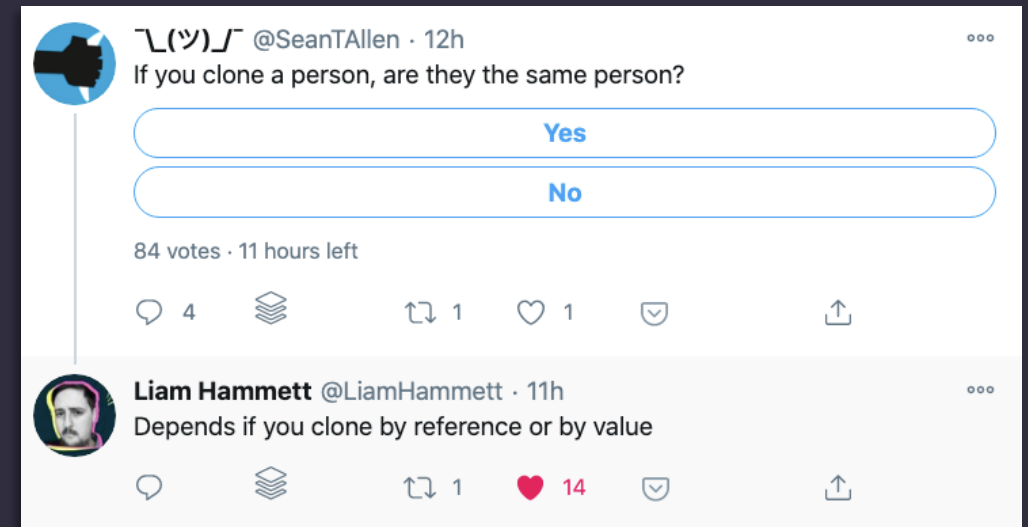 ¯\_(ツ)_/¯ @SeanTAllen · 12h
If you clone a person, are they the same person?
Yes
No
84 votes · 11 hours left
4 1 1
Liam Hammett @LiamHammett · 11h
Depends if you clone by reference or by value
1 14